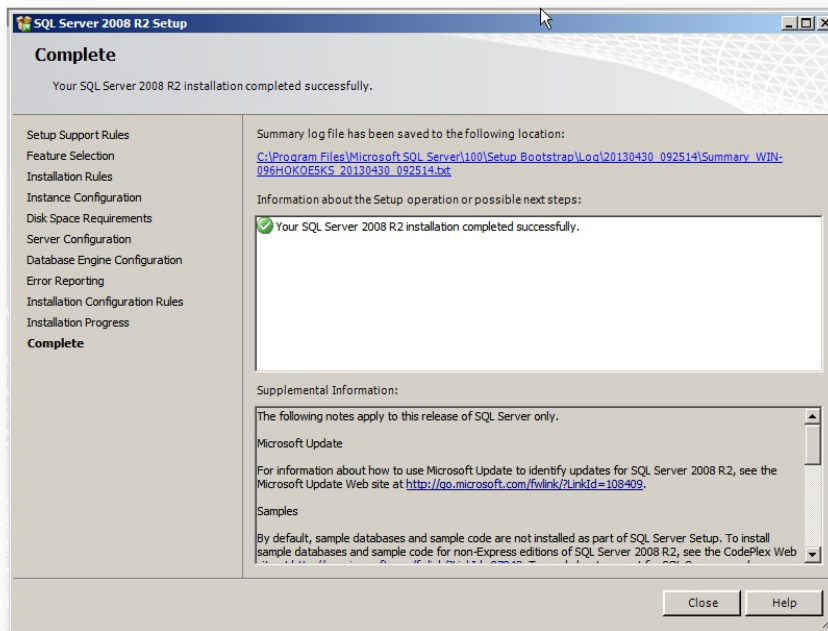 SQL Server 2008 R2 Setup
Complete
Your SQL Server 2008 R2 installation completed successfully.
Setup Support Rules
Feature Selection
Installation Rules
Instance Configuration
Disk Space Requirements
Server Configuration
Database Engine Configuration
Error Reporting
Installation Configuration Rules
Installation Progress
Complete
Summary log file has been saved to the following location:
C:\Program Files\Microsoft SQL Server\100\Setup Bootstrap\Log\20130430_092514\Summary_WIN-
096HOKOE5KS_20130430_092514.txt
Information about the Setup operation or possible next steps:
Your SQL Server 2008 R2 installation completed successfully.
Supplemental Information:
The following notes apply to this release of SQL Server only.
Microsoft Update
For information about how to use Microsoft Update to identify updates for SQL Server 2008 R2, see the
Microsoft Update Web site at http://go.microsoft.com/fwlink/?LinkId=108409.
Samples
By default, sample databases and sample code are not installed as part of SQL Server Setup. To install
sample databases and sample code for non-Express editions of SQL Server 2008 R2, see the CodePlex Web
Close
Help